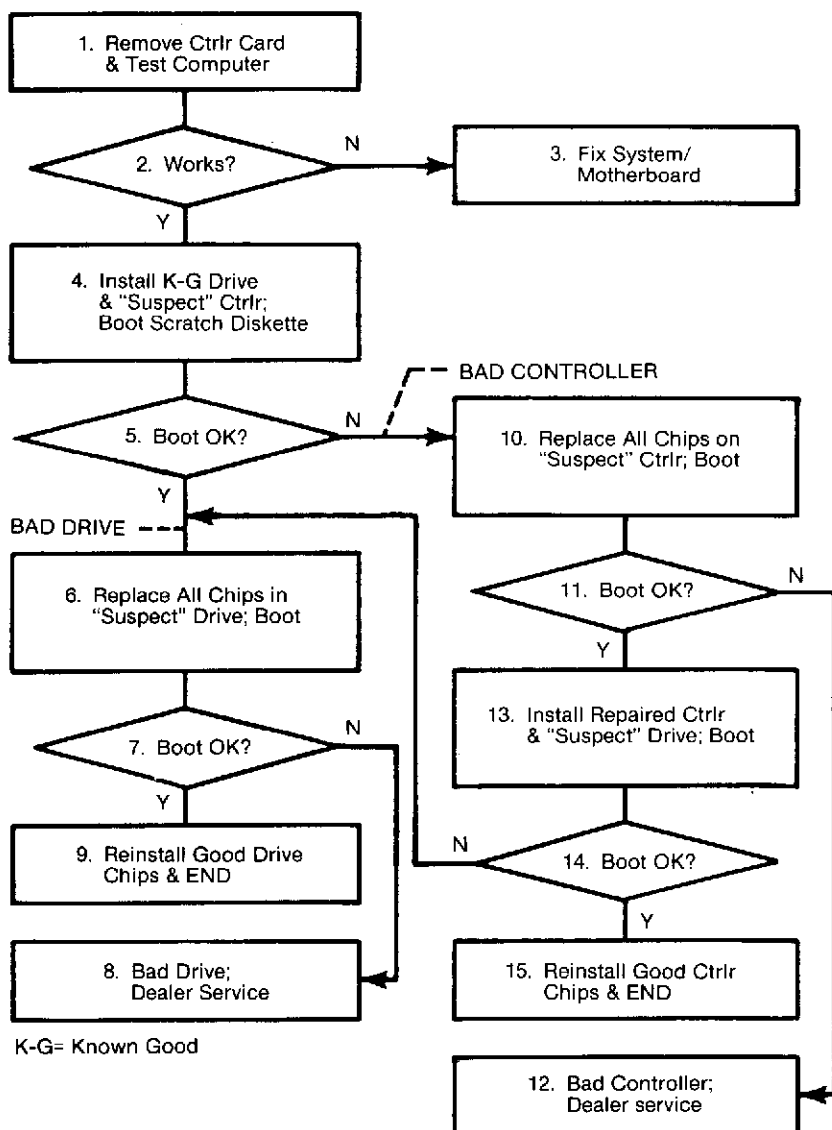 1. Remove Ctrlr Card
& Test Computer
2. Works?
N
Y
3. Fix System/
Motherboard
4. Install K-G Drive
& “Suspect” Ctrlr;
Boot Scratch Diskette
BAD CONTROLLER
5. Boot OK?
N
Y
BAD DRIVE
10. Replace All Chips on
“Suspect” Ctrlr; Boot
6. Replace All Chips in
“Suspect” Drive; Boot
11. Boot OK?
N
Y
7. Boot OK?
N
Y
13. Install Repaired Ctrlr
& “Suspect” Drive; Boot
9. Reinstall Good Drive
Chips & END
N
14. Boot OK?
Y
8. Bad Drive;
Dealer Service
15. Reinstall Good Ctrlr
Chips & END
K-G= Known Good
12. Bad Controller;
Dealer service